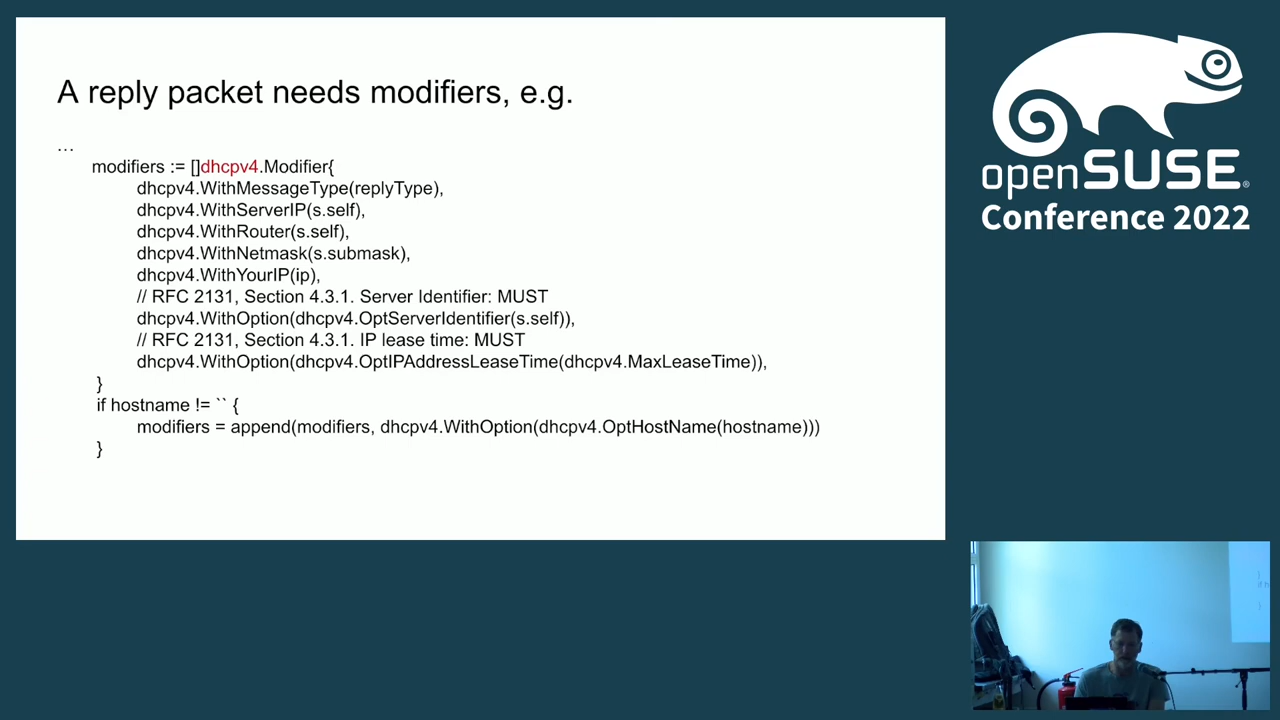 A reply packet needs modifiers, e.g.
…
modifiers := []dhcpv4.Modifier{
dhcpv4.WithMessageType(replyType),
dhcpv4.WithServerIP(s.self),
dhcpv4.WithRouter(s.self),
dhcpv4.WithNetmask(s.submask),
dhcpv4.WithYourIP(ip),
// RFC 2131, Section 4.3.1. Server Identifier: MUST
dhcpv4.WithOption(dhcpv4.OptServerIdentifier(s.self)),
// RFC 2131, Section 4.3.1. IP lease time: MUST
dhcpv4.WithOption(dhcpv4.OptIPAddressLeaseTime(dhcpv4.MaxLeaseTime)),
}
if hostname != `` {
modifiers = append(modifiers, dhcpv4.WithOption(dhcpv4.OptHostName(hostname)))
}
openSUSE®
Conference 2022